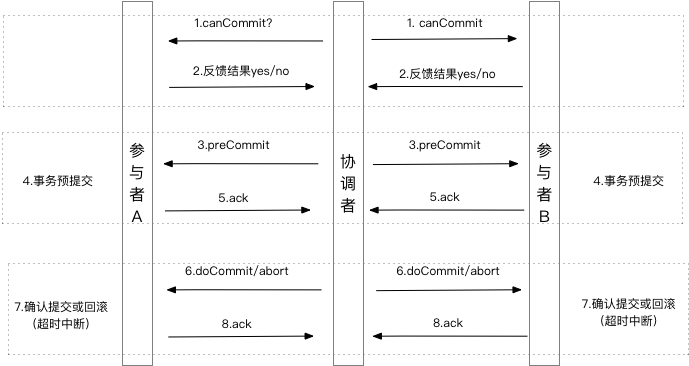 1.canCommit?
1. canCommit
2.反馈结果yes/no
2.反馈结果yes/no
参与者A
协调者
参与者B
3.preCommit
3.preCommit
4.事务预提交
4.事务预提交
5.ack
5.ack
6.doCommit/abort
6.doCommit/abort
7.确认提交或回滚
（超时中断）
7.确认提交或回滚
（超时中断）
8.ack
8.ack